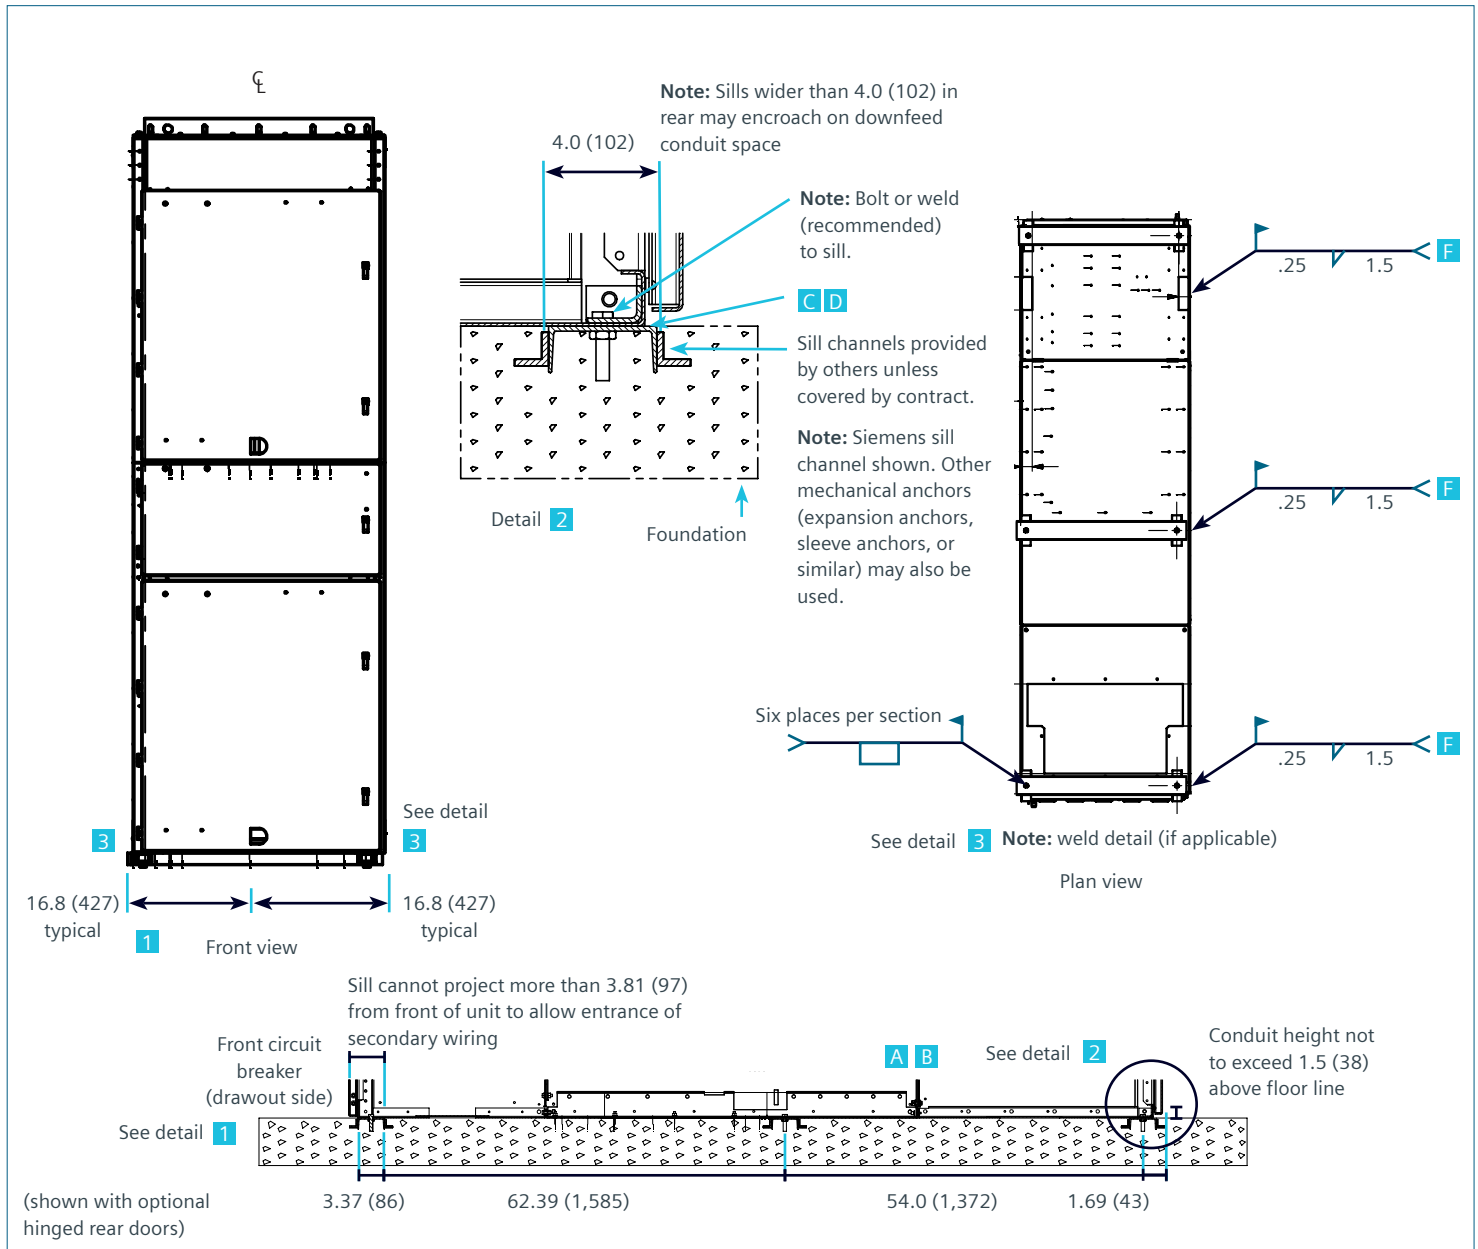 ℄
Note: Sills wider than 4.0 (102) in
rear may encroach on downfeed
conduit space
4.0 (102)
Note: Bolt or weld
(recommended)
to sill.
C D
Sill channels provided
by others unless
covered by contract.
Note: Siemens sill
channel shown. Other
mechanical anchors
(expansion anchors,
sleeve anchors, or
similar) may also be
used.
Detail 2
Foundation
.25 1.5 F
.25 1.5 F
Six places per section
.25 1.5 F
See detail 3 Note: weld detail (if applicable)
Plan view
See detail
3
3
16.8 (427)
typical
16.8 (427)
typical
1
Front view
Sill cannot project more than 3.81 (97)
from front of unit to allow entrance of
secondary wiring
Front circuit
breaker
(drawout side)
A B
See detail 2
Conduit height not
to exceed 1.5 (38)
above floor line
See detail 1
(shown with optional
hinged rear doors)
3.37 (86)
62.39 (1,585)
54.0 (1,372)
1.69 (43)